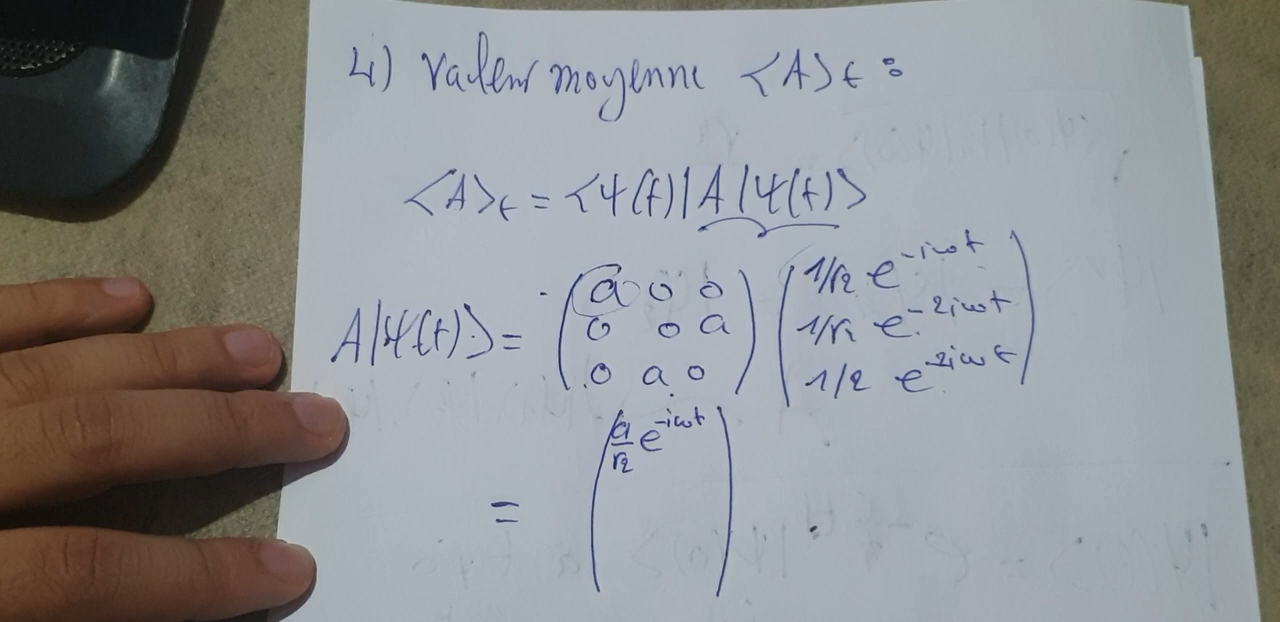 4) Valeur moyenne <A>t :
<A>t = <Ψ(t)|A|Ψ(t)>
A|Ψ(t)> = (a 0 0 / 0 0 a / 0 a 0) (1/√2 e^-iωt / 1/√2 e^-2iωt / 1/2 e^-2iωt)
= (a/√2 e^-iωt)